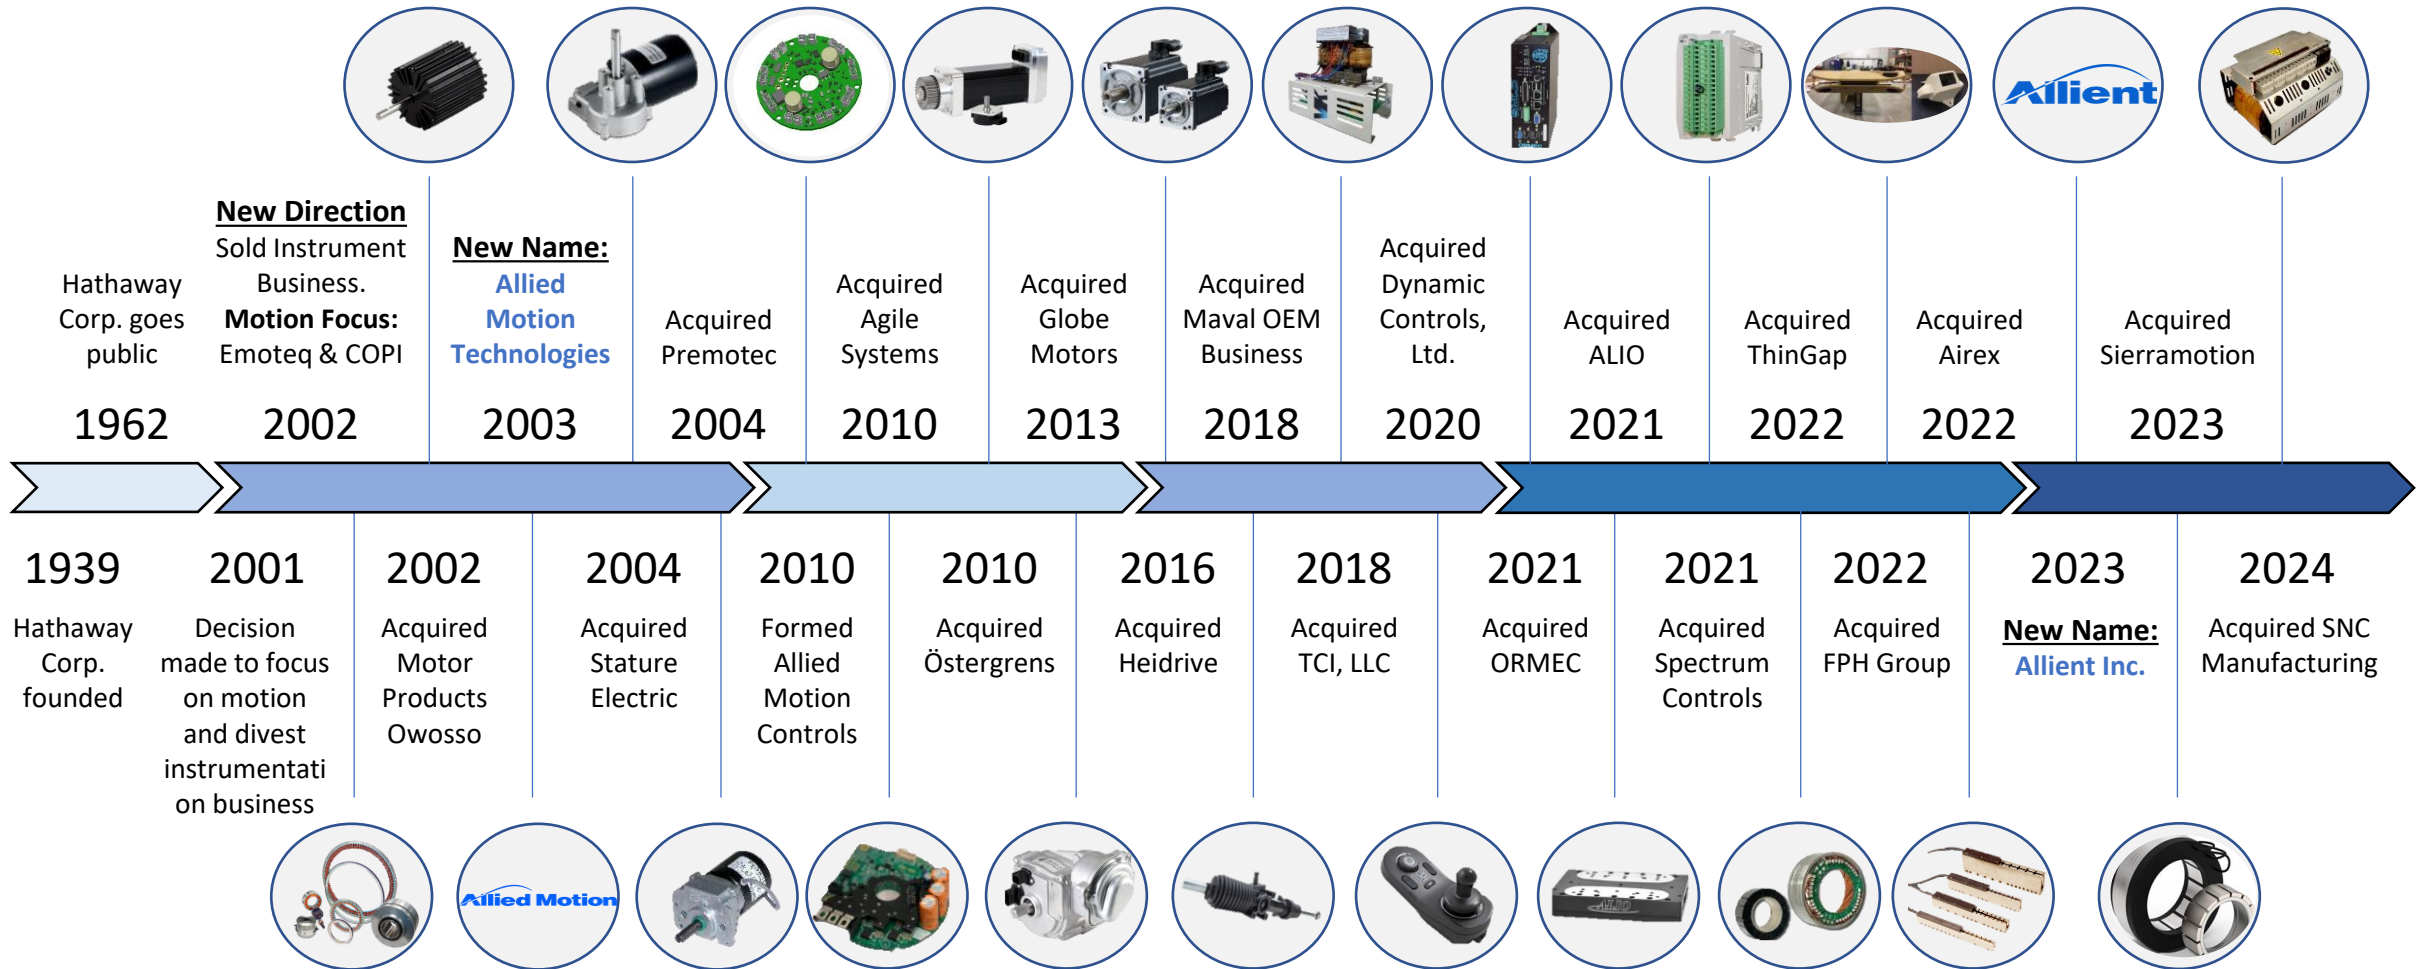 Allient
New Direction
Sold Instrument
Business.
Motion Focus:
Emoteq & COPI
New Name:
Allied
Motion
Technologies
Hathaway
Corp. goes
public
Acquired
Premotec
Acquired
Agile
Systems
Acquired
Globe
Motors
Acquired
Maval OEM
Business
Acquired
Dynamic
Controls,
Ltd.
Acquired
ALIO
Acquired
ThinGap
Acquired
Airex
Acquired
Sierramotion
1962
2002
2003
2004
2010
2013
2018
2020
2021
2022
2022
2023
1939
2001
2002
2004
2010
2010
2016
2018
2021
2021
2022
2023
2024
Hathaway
Corp.
founded
Decision
made to focus
on motion
and divest
instrumentati
on business
Acquired
Motor
Products
Owosso
Acquired
Stature
Electric
Formed
Allied
Motion
Controls
Acquired
Östergrens
Acquired
Heidrive
Acquired
TCI, LLC
Acquired
ORMEC
Acquired
Spectrum
Controls
Acquired
FPH Group
New Name:
Allient Inc.
Acquired SNC
Manufacturing
Allied Motion
ALIO